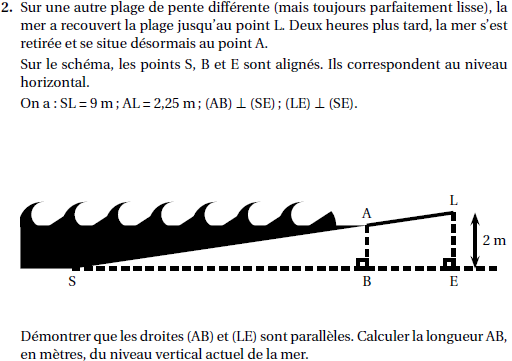 2. Sur une autre plage de pente différente (mais toujours parfaitement lisse), la
mer a recouvert la plage jusqu'au point L. Deux heures plus tard, la mer s'est
retirée et se situe désormais au point A.
Sur le schéma, les points S, B et E sont alignés. Ils correspondent au niveau
horizontal.
On a : SL = 9 m ; AL = 2,25 m ; (AB) ⊥ (SE) ; (LE) ⊥ (SE).
L
A
2 m
S
B
E
Démontrer que les droites (AB) et (LE) sont parallèles. Calculer la longueur AB,
en mètres, du niveau vertical actuel de la mer.